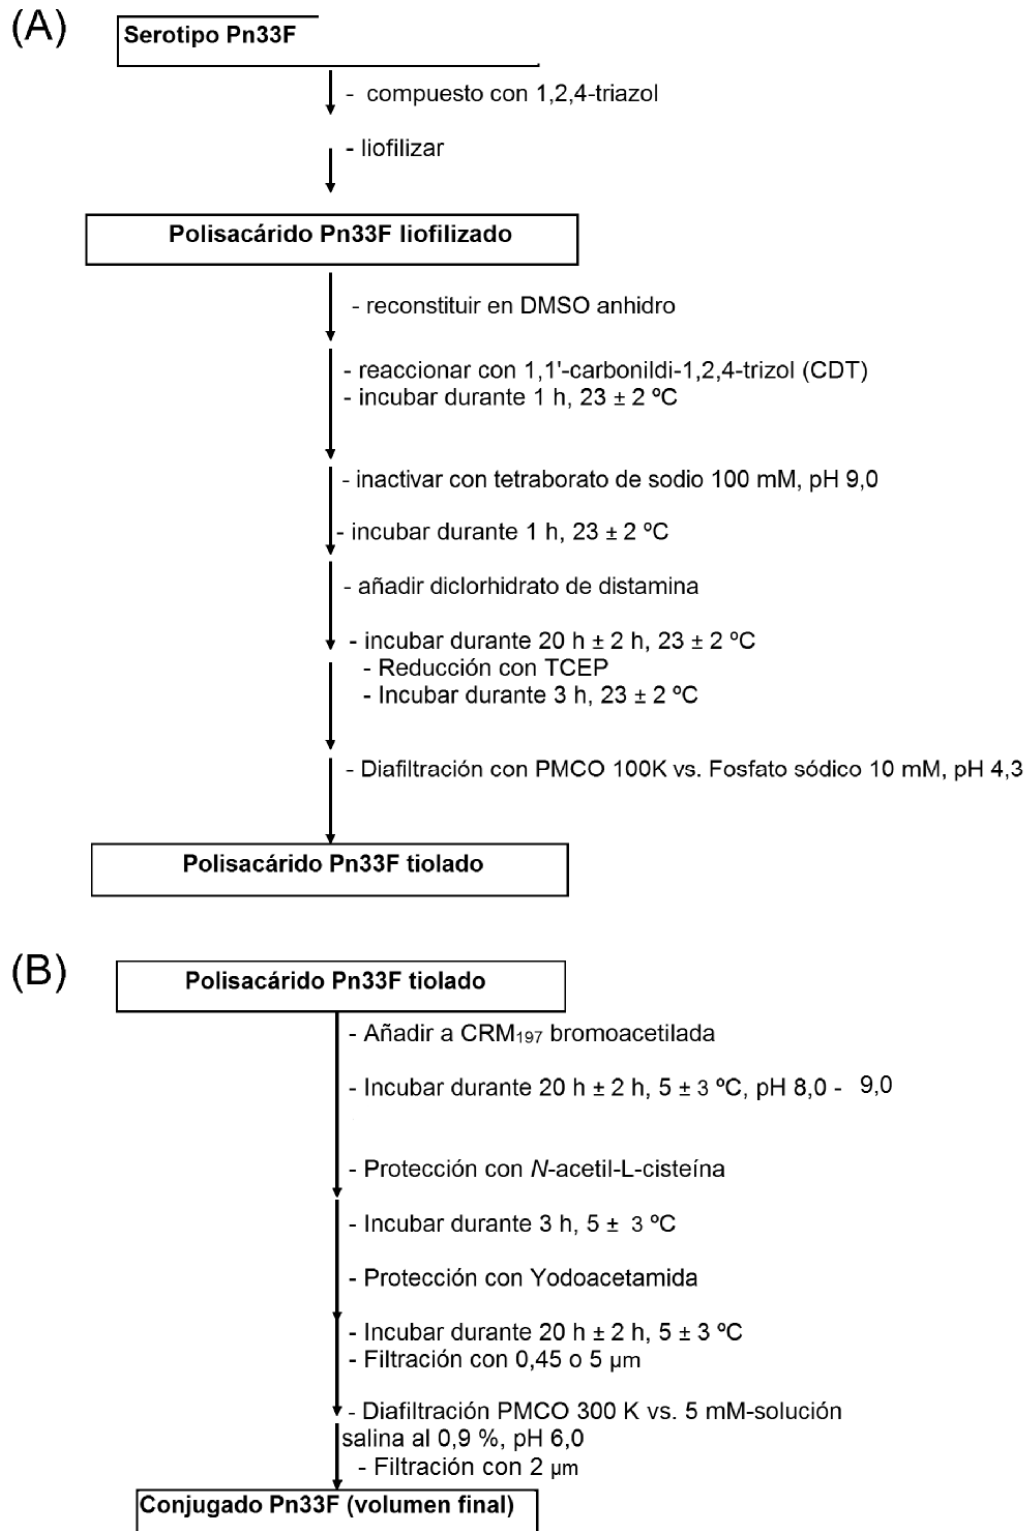 (A)
Serotipo Pn33F
- compuesto con 1,2,4-triazol
- liofilizar
Polisacárido Pn33F liofilizado
- reconstituir en DMSO anhidro
- reaccionar con 1,1'-carbonildi-1,2,4-trizol (CDT)
- incubar durante 1 h, 23 ± 2 ºC
- inactivar con tetraborato de sodio 100 mM, pH 9,0
- incubar durante 1 h, 23 ± 2 ºC
- añadir diclorhidrato de distamina
- incubar durante 20 h ± 2 h, 23 ± 2 ºC
- Reducción con TCEP
- Incubar durante 3 h, 23 ± 2 ºC
- Diafiltración con PMCO 100K vs. Fosfato sódico 10 mM, pH 4,3
Polisacárido Pn33F tiolado
(B)
Polisacárido Pn33F tiolado
- Añadir a CRM₁₉₇ bromoacetilada
- Incubar durante 20 h ± 2 h, 5 ± 3 ºC, pH 8,0 - 9,0
- Protección con N-acetil-L-cisteína
- Incubar durante 3 h, 5 ± 3 ºC
- Protección con Yodoacetamida
- Incubar durante 20 h ± 2 h, 5 ± 3 ºC
- Filtración con 0,45 o 5 µm
- Diafiltración PMCO 300 K vs. 5 mM-solución
salina al 0,9 %, pH 6,0
- Filtración con 2 µm
Conjugado Pn33F (volumen final)